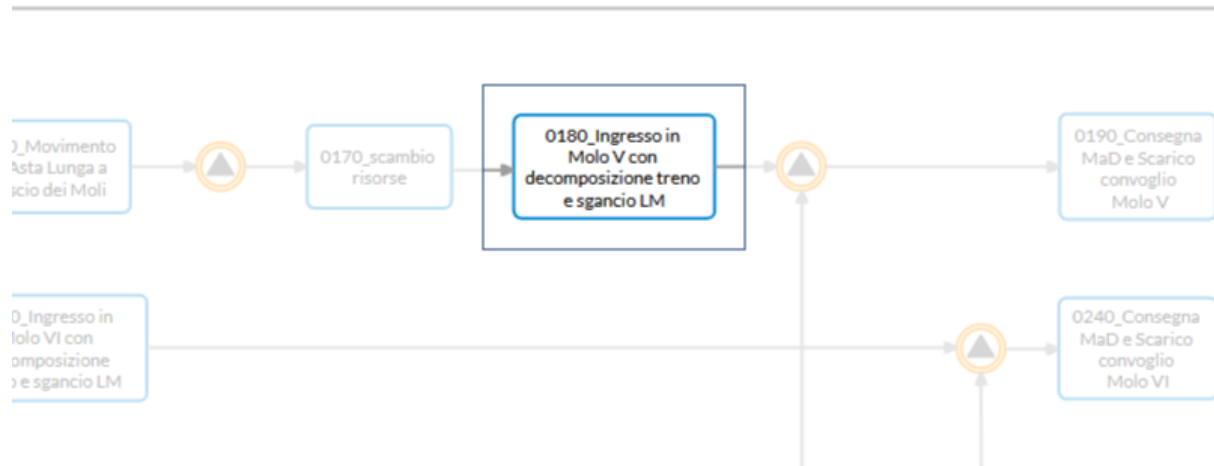 0_Movimento
Asta Lunga a
scio dei Moli
0170_scambio
risorse
0180_Ingresso in
Molo V con
decomposizione treno
e sgancio LM
0190_Consegna
MaD e Scarico
convoglio
Molo V
0_Ingresso in
Molo VI con
omposizione
o e sgancio LM
0240_Consegna
MaD e Scarico
convoglio
Molo VI